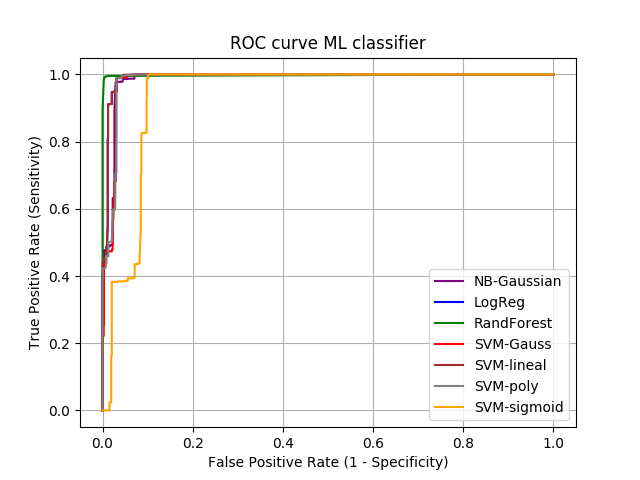 ROC curve ML classifier
True Positive Rate (Sensitivity)
1.0
0.8
0.6
0.4
0.2
0.0
NB-Gaussian
LogReg
RandForest
SVM-Gauss
SVM-lineal
SVM-poly
SVM-sigmoid
0.0 0.2 0.4 0.6 0.8 1.0
False Positive Rate (1 - Specificity)